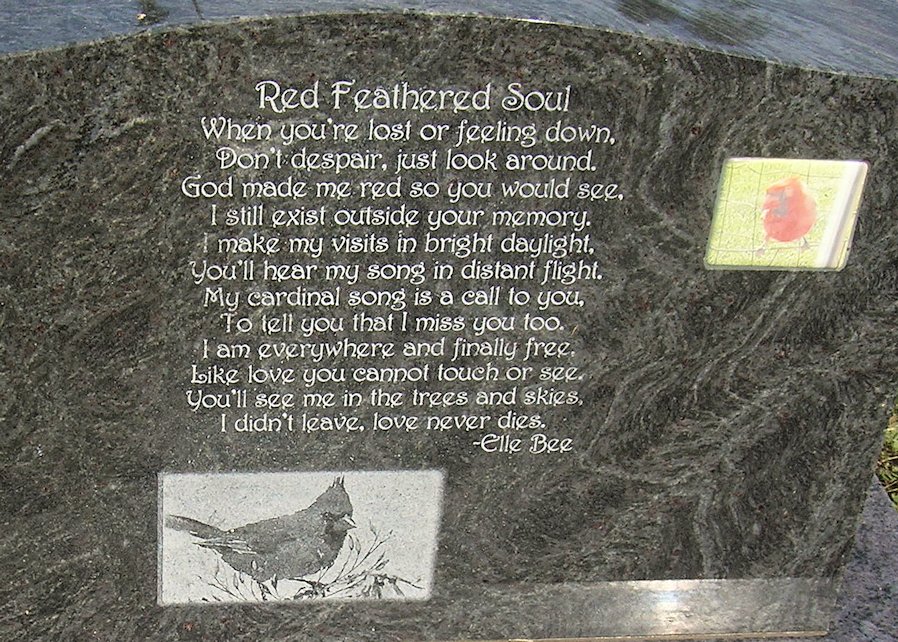 Red Feathered Soul
When you're lost or feeling down,
Don't despair, just look around.
God made me red so you would see,
I still exist outside your memory.
I make my visits in bright daylight,
You'll hear my song in distant flight.
My cardinal song is a call to you,
To tell you that I miss you too.
I am everywhere and finally free,
Like love you cannot touch or see.
You'll see me in the trees and skies,
I didn't leave, love never dies.
-Elle Bee